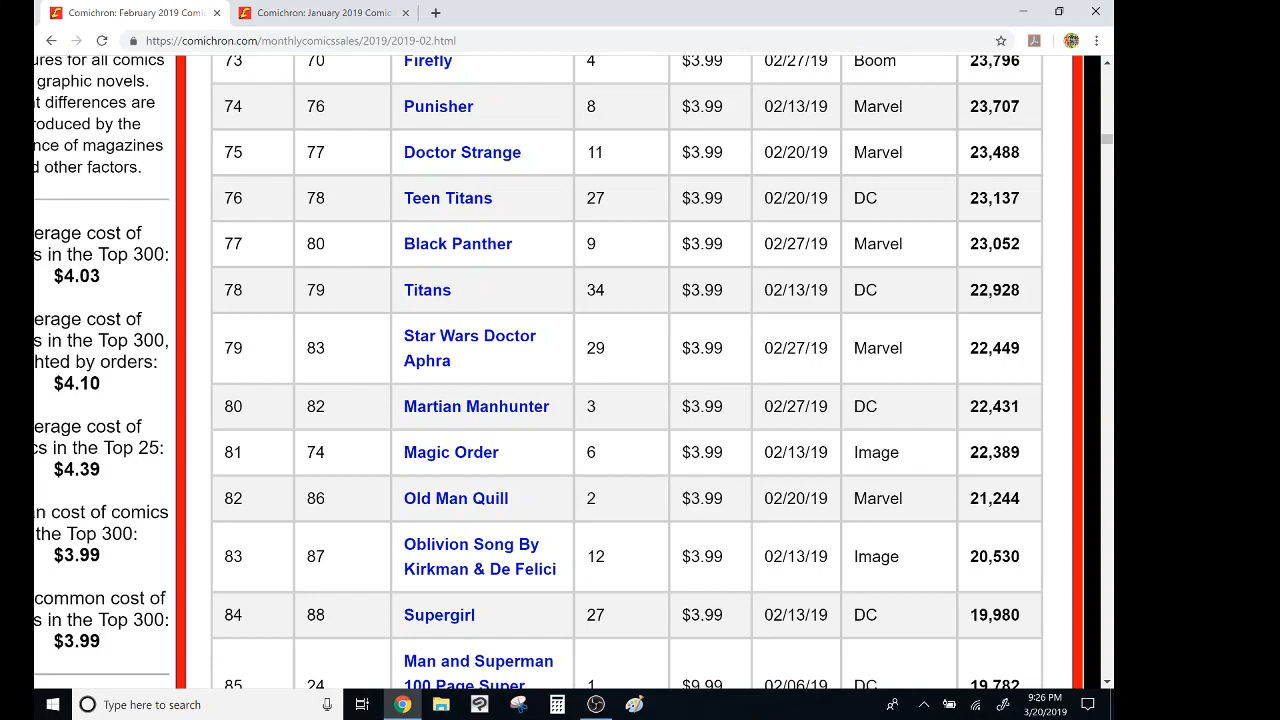 Comichron: February 2019 Comi
Comichron: January 2019 Comic
https://comichron.com/monthlycomicssales/2019/2019-02.html
ures for all comics
graphic novels.
t differences are
roduced by the
nce of magazines
d other factors.
erage cost of
s in the Top 300:
$4.03
erage cost of
s in the Top 300,
hted by orders:
$4.10
erage cost of
cs in the Top 25:
$4.39
n cost of comics
the Top 300:
$3.99
common cost of
s in the Top 300:
$3.99
73 70 Firefly 4 $3.99 02/27/19 Boom 23,796
74 76 Punisher 8 $3.99 02/13/19 Marvel 23,707
75 77 Doctor Strange 11 $3.99 02/20/19 Marvel 23,488
76 78 Teen Titans 27 $3.99 02/20/19 DC 23,137
77 80 Black Panther 9 $3.99 02/27/19 Marvel 23,052
78 79 Titans 34 $3.99 02/13/19 DC 22,928
79 83 Star Wars Doctor
Aphra 29 $3.99 02/27/19 Marvel 22,449
80 82 Martian Manhunter 3 $3.99 02/27/19 DC 22,431
81 74 Magic Order 6 $3.99 02/13/19 Image 22,389
82 86 Old Man Quill 2 $3.99 02/20/19 Marvel 21,244
83 87 Oblivion Song By
Kirkman & De Felici 12 $3.99 02/13/19 Image 20,530
84 88 Supergirl 27 $3.99 02/13/19 DC 19,980
Man and Superman
85 24 100 Page Super 1 $9.99 02/06/19 DC 19,782
Type here to search
9:26 PM
3/20/2019